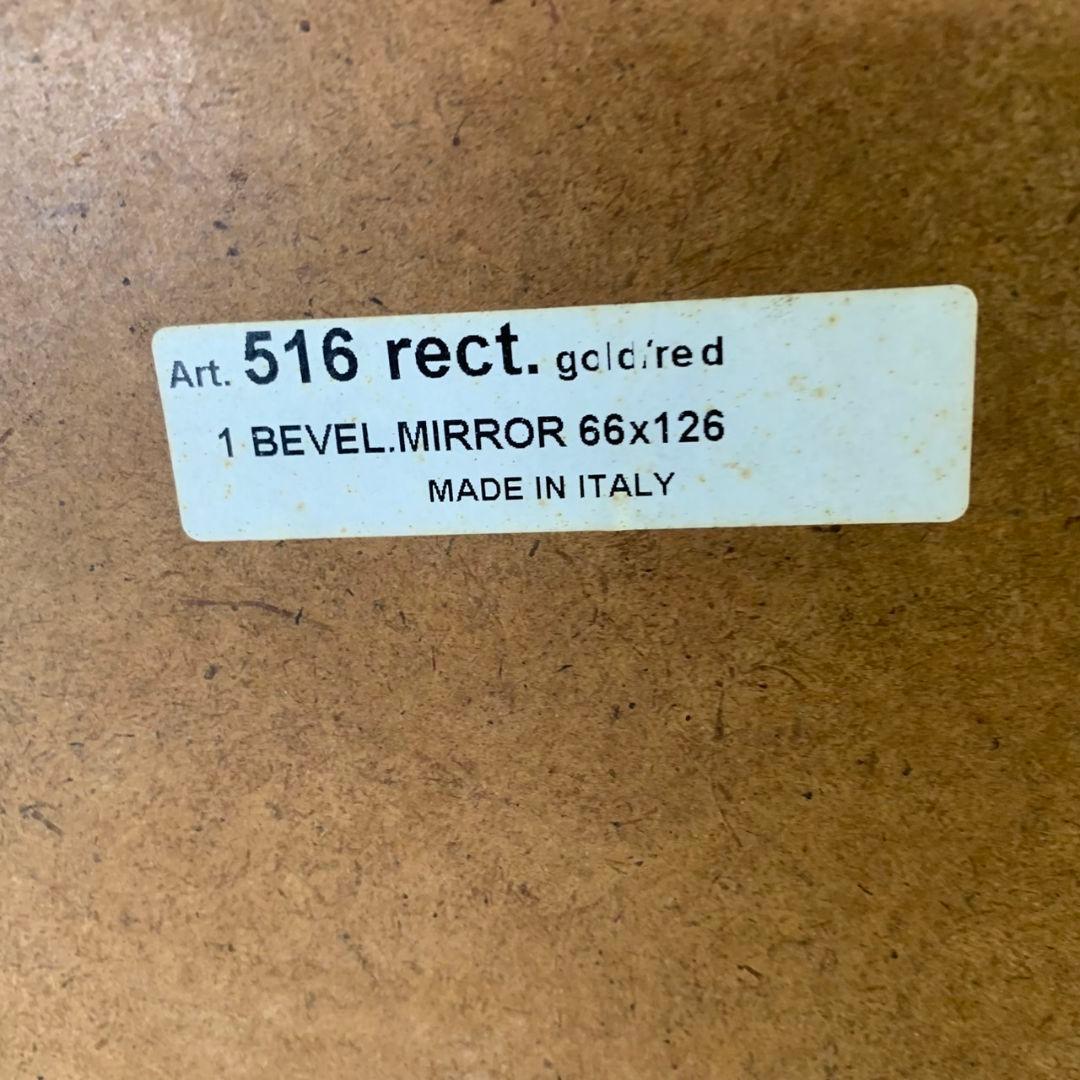 Art. 516 rect. gold/red
1 BEVEL.MIRROR 66x126
MADE IN ITALY